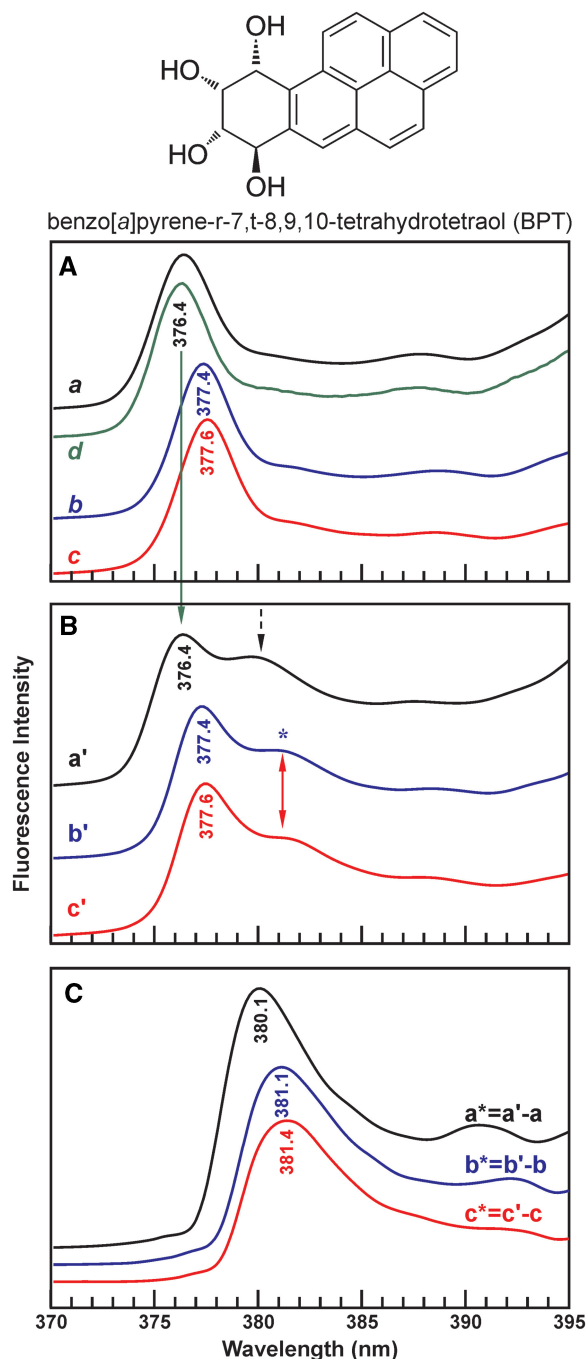 OH
HO
HO
OH
benzo[a]pyrene-r-7,t-8,9,10-tetrahydrotetraol (BPT)
A
376.4
a
377.4
d
377.6
b
c
B
376.4
a'
*
377.4
b'
377.6
c'
Fluorescence Intensity
C
380.1
a*=a'-a
381.1
b*=b'-b
381.4
c*=c'-c
370 375 380 385 390 395
Wavelength (nm)